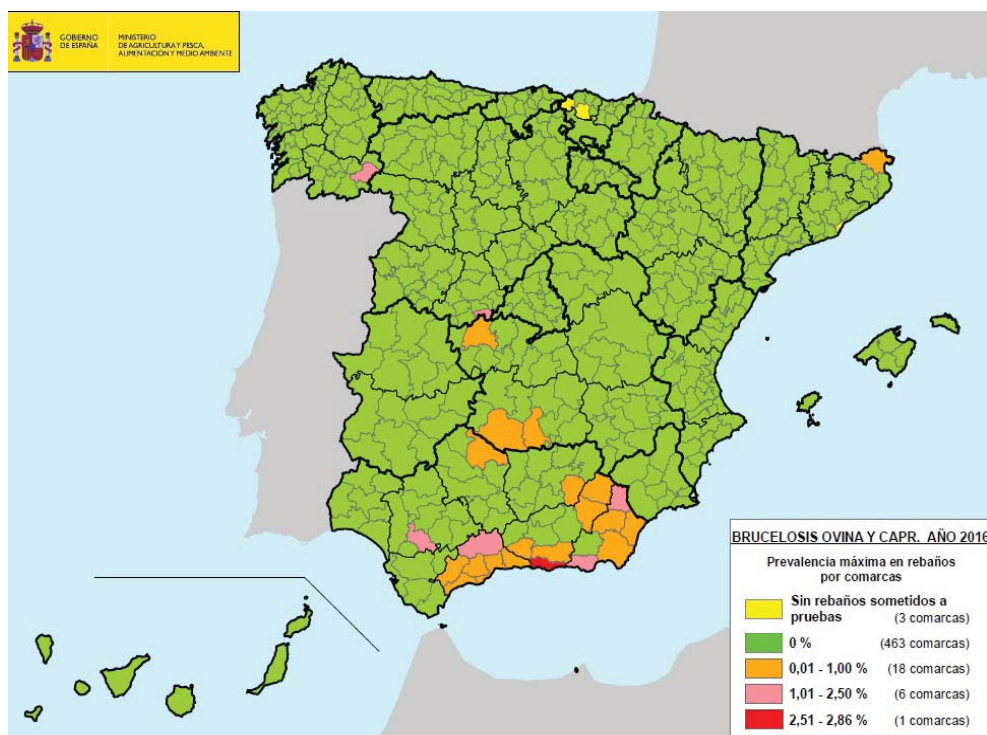 GOBIERNO
DE ESPAÑA
MINISTERIO
DE AGRICULTURA Y PESCA,
ALIMENTACIÓN Y MEDIO AMBIENTE
BRUCELOSIS OVINA Y CAPR. AÑO 2016
Prevalencia máxima en rebaños
por comarcas
Sin rebaños sometidos a
pruebas (3 comarcas)
0 % (463 comarcas)
0,01 - 1,00 % (18 comarcas)
1,01 - 2,50 % (6 comarcas)
2,51 - 2,86 % (1 comarcas)